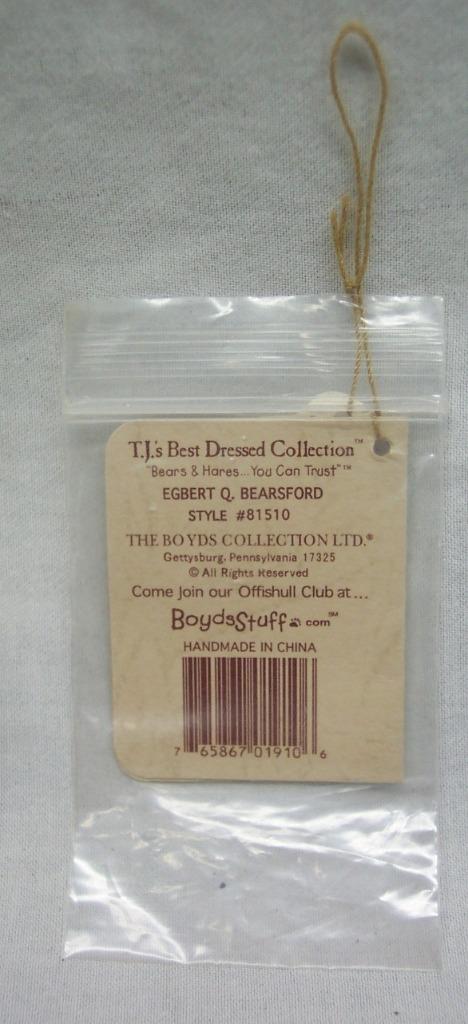 T.J.'s Best Dressed Collection™
"Bears & Hares...You Can Trust"™
EGBERT Q. BEARSFORD
STYLE #81510
THE BOYDS COLLECTION LTD.®
Gettysburg, Pennsylvania 17325
© All Rights Reserved
Come Join our Offishull Club at...
BoydsStuff.com℠
HANDMADE IN CHINA
7 65867 01910 6